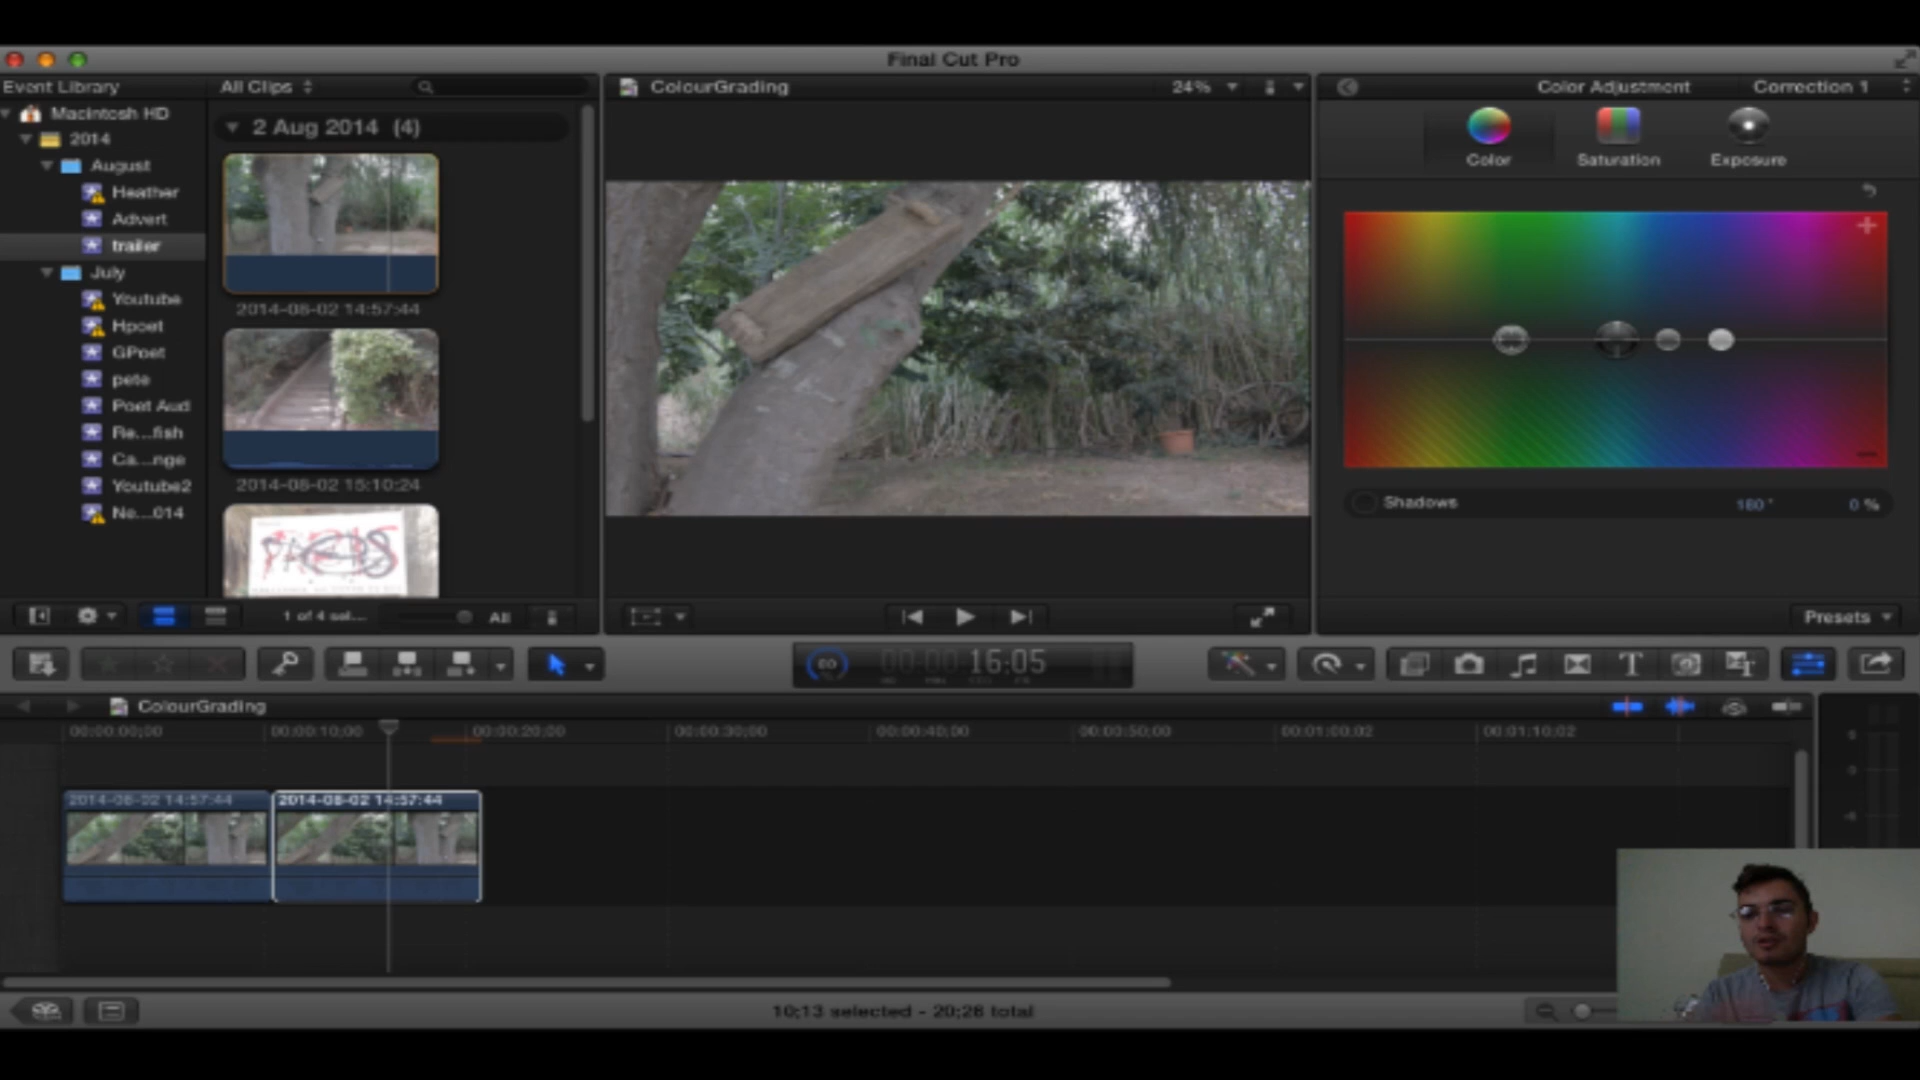 Final Cut Pro
Event Library
All Clips
ColourGrading
24%
Color Adjustment
Correction 1
Macintosh HD
2014
August
Heather
Advert
trailer
July
Youtube
Hpoet
GPoet
pete
Poet Aud
Re...fish
Ca...nge
Youtube2
Ne...014
2 Aug 2014 (4)
2014-08-02 14:57:44
2014-08-02 15:10:24
Color
Saturation
Exposure
Shadows
180°
0 %
1 of 4 sel...
All
Presets
00:00:16:05
ColourGrading
00:00:00;00
00:00:10;00
00:00:20;00
00:00:30;00
00:00:40;00
00:00:50;00
00:01:00;02
00:01:10;02
2014-08-02 14:57:44
2014-08-02 14:57:44
10;13 selected - 20;26 total